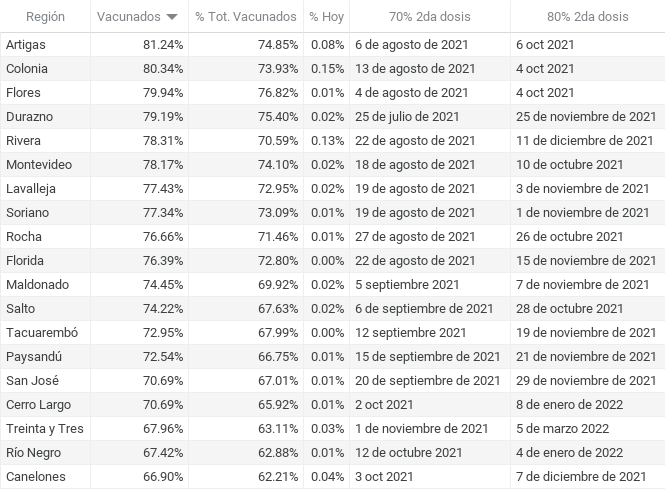 Región Vacunados % Tot. Vacunados % Hoy 70% 2da dosis 80% 2da dosis
Artigas 81.24% 74.85% 0.08% 6 de agosto de 2021 6 oct 2021
Colonia 80.34% 73.93% 0.15% 13 de agosto de 2021 4 oct 2021
Flores 79.94% 76.82% 0.01% 4 de agosto de 2021 4 oct 2021
Durazno 79.19% 75.40% 0.02% 25 de julio de 2021 25 de noviembre de 2021
Rivera 78.31% 70.59% 0.13% 22 de agosto de 2021 11 de diciembre de 2021
Montevideo 78.17% 74.10% 0.02% 18 de agosto de 2021 10 de octubre 2021
Lavalleja 77.43% 72.95% 0.02% 19 de agosto de 2021 3 de noviembre de 2021
Soriano 77.34% 73.09% 0.01% 19 de agosto de 2021 1 de noviembre de 2021
Rocha 76.66% 71.46% 0.01% 27 de agosto de 2021 26 de octubre 2021
Florida 76.39% 72.80% 0.00% 22 de agosto de 2021 15 de noviembre de 2021
Maldonado 74.45% 69.92% 0.02% 5 septiembre 2021 7 de noviembre de 2021
Salto 74.22% 67.63% 0.02% 6 de septiembre de 2021 28 de octubre 2021
Tacuarembó 72.95% 67.99% 0.00% 12 septiembre 2021 19 de noviembre de 2021
Paysandú 72.54% 66.75% 0.01% 15 de septiembre de 2021 21 de noviembre de 2021
San José 70.69% 67.01% 0.01% 20 de septiembre de 2021 29 de noviembre de 2021
Cerro Largo 70.69% 65.92% 0.01% 2 oct 2021 8 de enero de 2022
Treinta y Tres 67.96% 63.11% 0.03% 1 de noviembre de 2021 5 de marzo de 2022
Río Negro 67.42% 62.88% 0.01% 12 de octubre de 2021 4 de enero de 2022
Canelones 66.90% 62.21% 0.04% 3 oct 2021 7 de diciembre de 2021